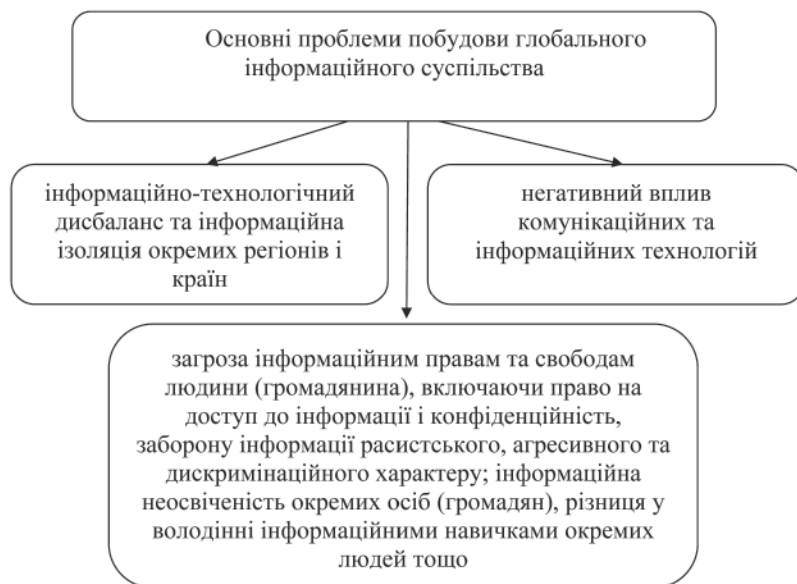 Основні проблеми побудови глобального
інформаційного суспільства
інформаційно-технологічний
дисбаланс та інформаційна
ізоляція окремих регіонів і
країн
негативний вплив
комунікаційних та
інформаційних технологій
загроза інформаційним правам та свободам
людини (громадянина), включаючи право на
доступ до інформації і конфіденційність,
заборону інформації расистського, агресивного та
дискримінаційного характеру; інформаційна
неосвіченість окремих осіб (громадян), різниця у
володінні інформаційними навичками окремих
людей тощо